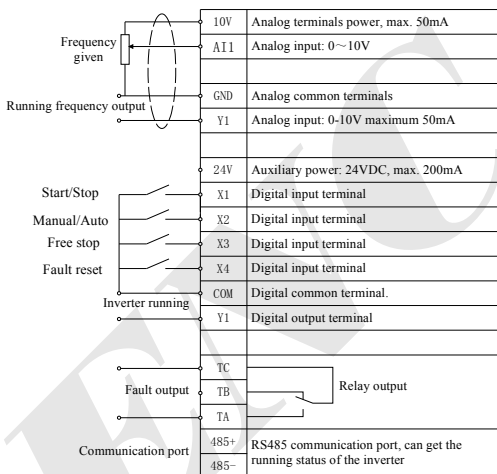 10V Analog terminals power, max. 50mA
Frequency given
AI1 Analog input: 0～10V
GND Analog common terminals
Running frequency output
Y1 Analog input: 0-10V maximum 50mA
24V Auxiliary power: 24VDC, max. 200mA
Start/Stop X1 Digital input terminal
Manual/Auto X2 Digital input terminal
Free stop X3 Digital input terminal
Fault reset X4 Digital input terminal
COM Digital common terminal.
Inverter running
Y1 Digital output terminal
TC
Fault output TB Relay output
TA
Communication port
485+ RS485 communication port, can get the
485- running status of the inverter
ENC